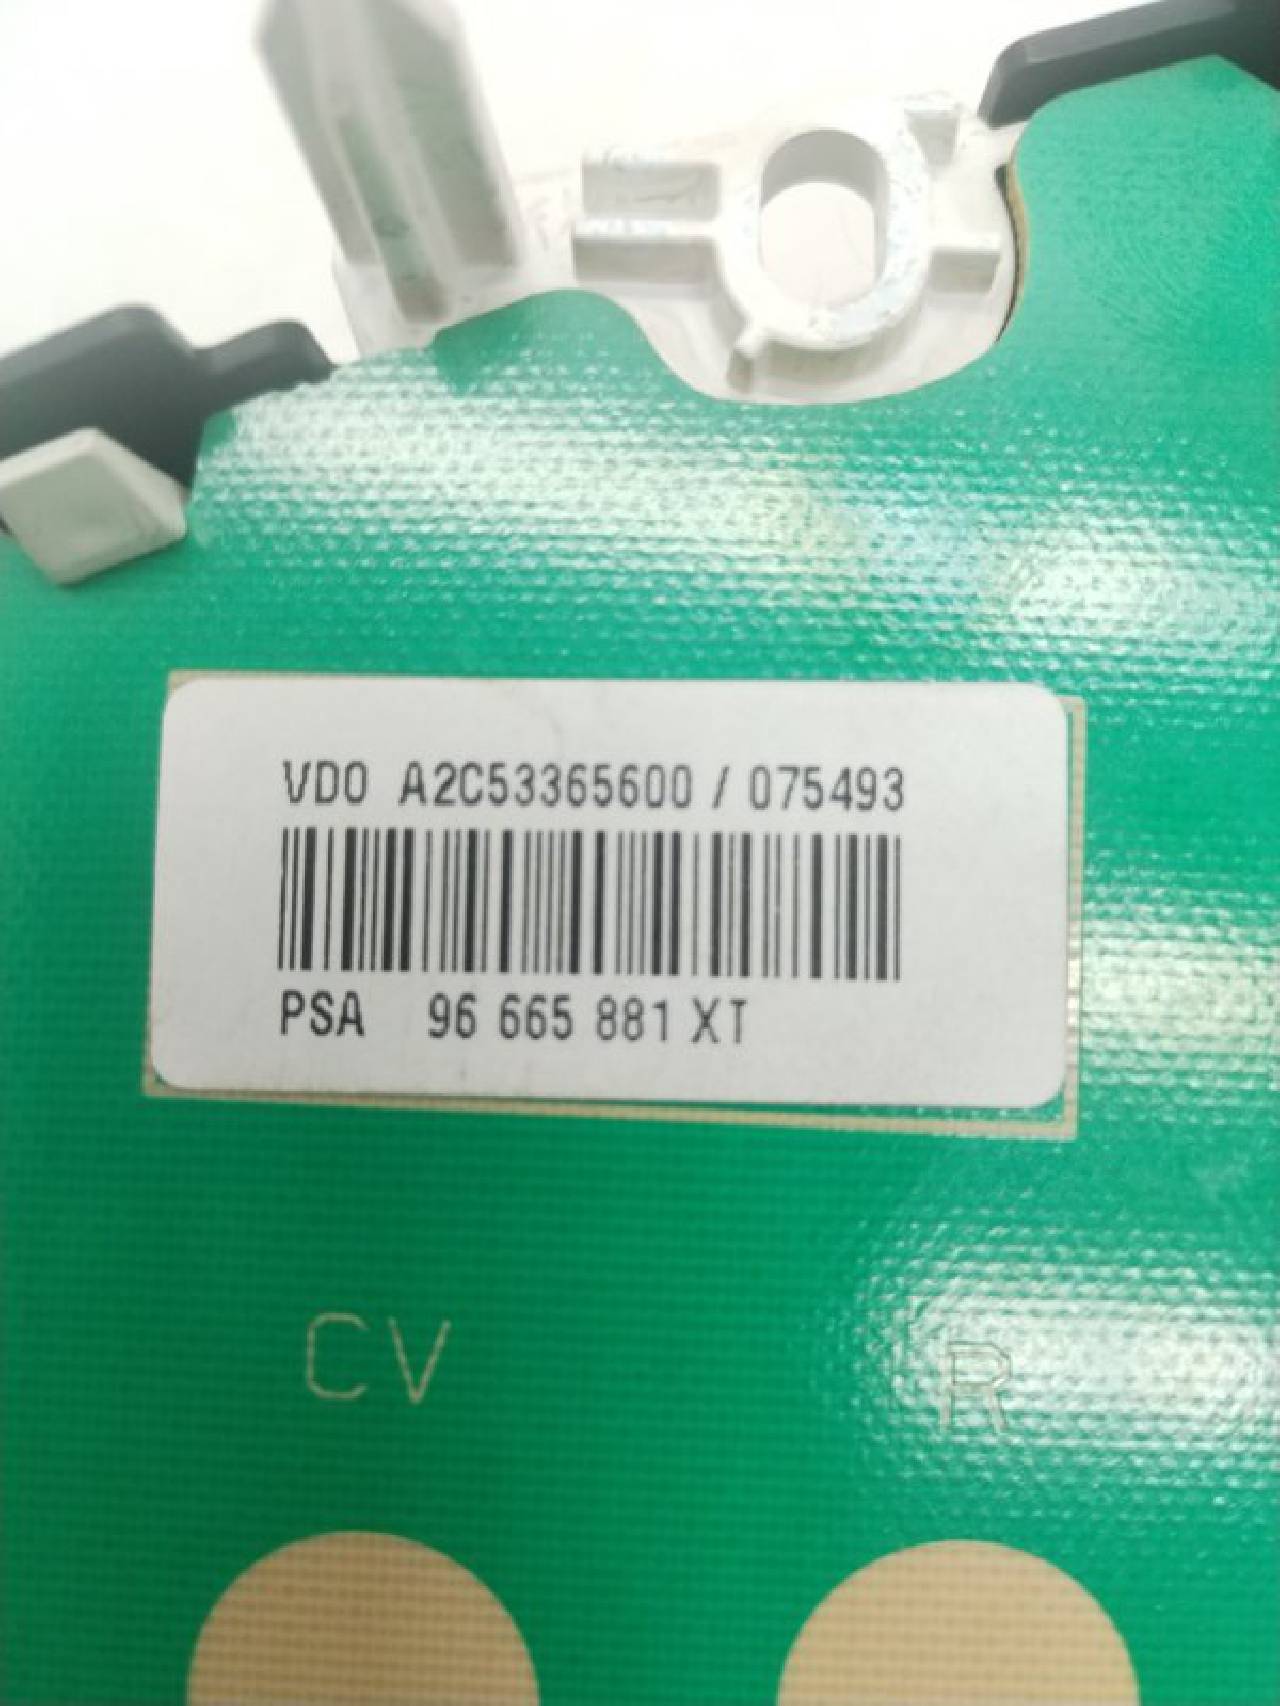 VDO A2C53365600 / 075493
PSA 96 665 881 XT
CV
R